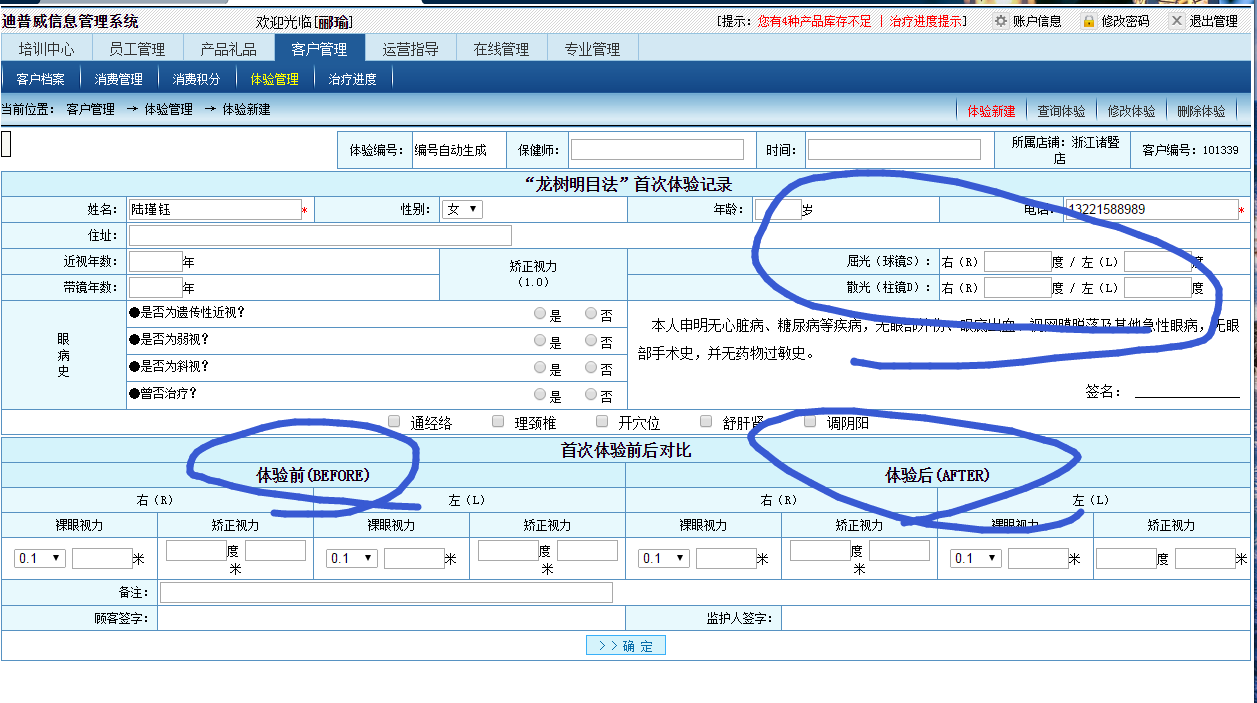 迪普威信息管理系统 欢迎光临[郦瑜] [提示: 您有4种产品库存不足 | 治疗进度提示] 账户信息 修改密码 退出管理
培训中心 员工管理 产品礼品 客户管理 运营指导 在线管理 专业管理
客户档案 消费管理 消费积分 体验管理 治疗进度
当前位置: 客户管理 → 体验管理 → 体验新建 体验新建 查询体验 修改体验 删除体验
体验编号: 编号自动生成 保健师: 时间: 所属店铺: 浙江诸暨店 客户编号: 101339
“龙树明目法”首次体验记录
姓名: 陆瑾钰 * 性别: 女 年龄: 岁 电话: 13221588989 *
住址:
近视年数: 年 矫正视力 屈光(球镜S): 右(R) 度 / 左(L) 度
带镜年数: 年 (1.0) 散光(柱镜D): 右(R) 度 / 左(L) 度
眼病史
●是否为遗传性近视? 是 否
●是否为弱视? 是 否
●是否为斜视? 是 否
●曾否治疗? 是 否
本人申明无心脏病、糖尿病等疾病,无眼部外伤、眼底出血、视网膜脱落及其他急性眼病,无眼
部手术史,并无药物过敏史。
签名:
通经络 理颈椎 开穴位 舒肝肾 调阴阳
首次体验前后对比
体验前(BEFORE) 体验后(AFTER)
右(R) 左(L) 右(R) 左(L)
裸眼视力 矫正视力 裸眼视力 矫正视力 裸眼视力 矫正视力 裸眼视力 矫正视力
0.1 米 度 米 0.1 米 度 米 0.1 米 度 米 0.1 米 度 米
备注:
顾客签字: 监护人签字:
>>确 定